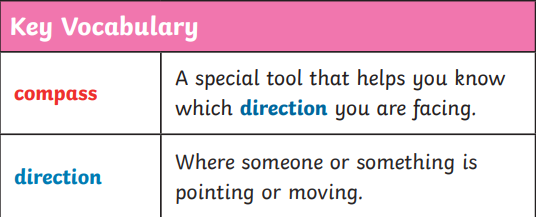 Key Vocabulary
compass
A special tool that helps you know
which direction you are facing.
direction
Where someone or something is
pointing or moving.